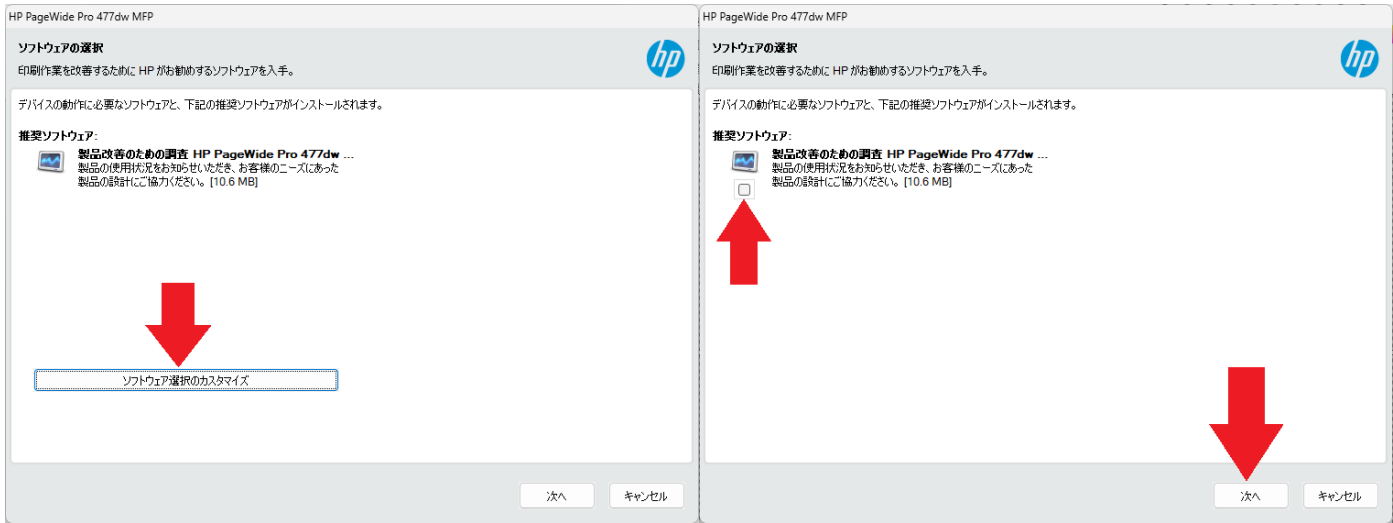 HP PageWide Pro 477dw MFP
ソフトウェアの選択
印刷作業を改善するために HP がお勧めするソフトウェアを入手。
hp
デバイスの動作に必要なソフトウェアと、下記の推奨ソフトウェアがインストールされます。
推奨ソフトウェア:
製品改善のための調査 HP PageWide Pro 477dw ...
製品の使用状況をお知らせいただき、お客様のニーズにあった
製品の設計にご協力ください。[10.6 MB]
ソフトウェア選択のカスタマイズ
次へ
キャンセル
HP PageWide Pro 477dw MFP
ソフトウェアの選択
印刷作業を改善するために HP がお勧めするソフトウェアを入手。
hp
デバイスの動作に必要なソフトウェアと、下記の推奨ソフトウェアがインストールされます。
推奨ソフトウェア:
製品改善のための調査 HP PageWide Pro 477dw ...
製品の使用状況をお知らせいただき、お客様のニーズにあった
製品の設計にご協力ください。[10.6 MB]
次へ
キャンセル